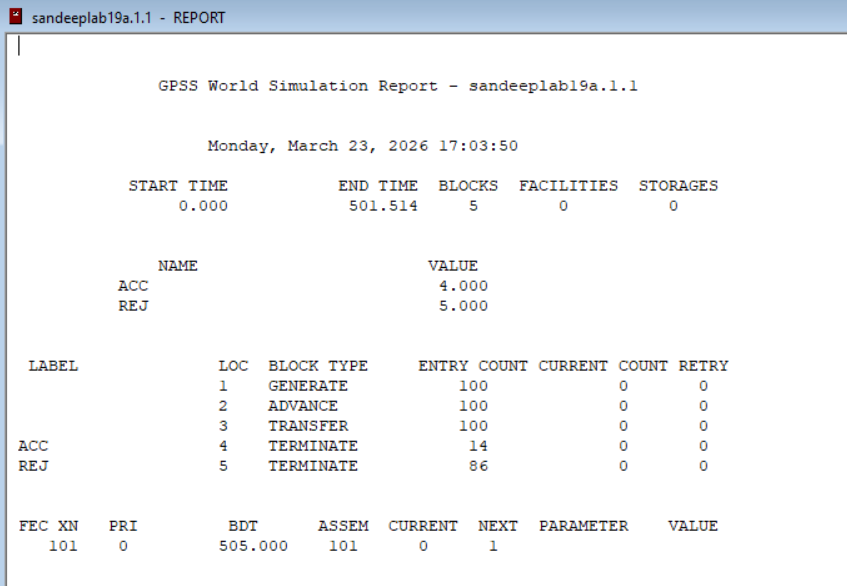 sandeeplab19a.1.1 - REPORT
GPSS World Simulation Report - sandeeplab19a.1.1
Monday, March 23, 2026 17:03:50
START TIME END TIME BLOCKS FACILITIES STORAGES
0.000 501.514 5 0 0
NAME VALUE
ACC 4.000
REJ 5.000
LABEL LOC BLOCK TYPE ENTRY COUNT CURRENT COUNT RETRY
1 GENERATE 100 0 0
2 ADVANCE 100 0 0
3 TRANSFER 100 0 0
ACC 4 TERMINATE 14 0 0
REJ 5 TERMINATE 86 0 0
FEC XN PRI BDT ASSEM CURRENT NEXT PARAMETER VALUE
101 0 505.000 101 0 1